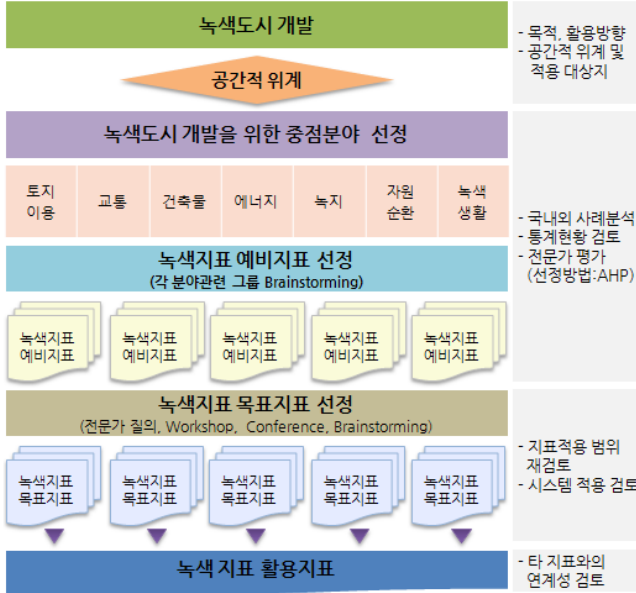 녹색도시 개발
- 목적, 활용방향
- 공간적 위계 및
적용 대상지
공간적 위계
녹색도시 개발을 위한 중점분야 선정
토지
이용
교통
건축물
에너지
녹지
자원
순환
녹색
생활
- 국내외 사례분석
- 통계현황 검토
- 전문가 평가
(선정방법:AHP)
녹색지표 예비지표 선정
(각 분야관련 그룹 Brainstorming)
녹색지표
예비지표
녹색지표
예비지표
녹색지표
예비지표
녹색지표
예비지표
녹색지표
예비지표
녹색지표 목표지표 선정
(전문가 질의, Workshop, Conference, Brainstorming)
- 지표적용 범위
재검토
- 시스템 적용 검토
녹색지표
목표지표
녹색지표
목표지표
녹색지표
목표지표
녹색지표
목표지표
녹색지표
목표지표
녹색 지표 활용지표
- 타 지표와의
연계성 검토